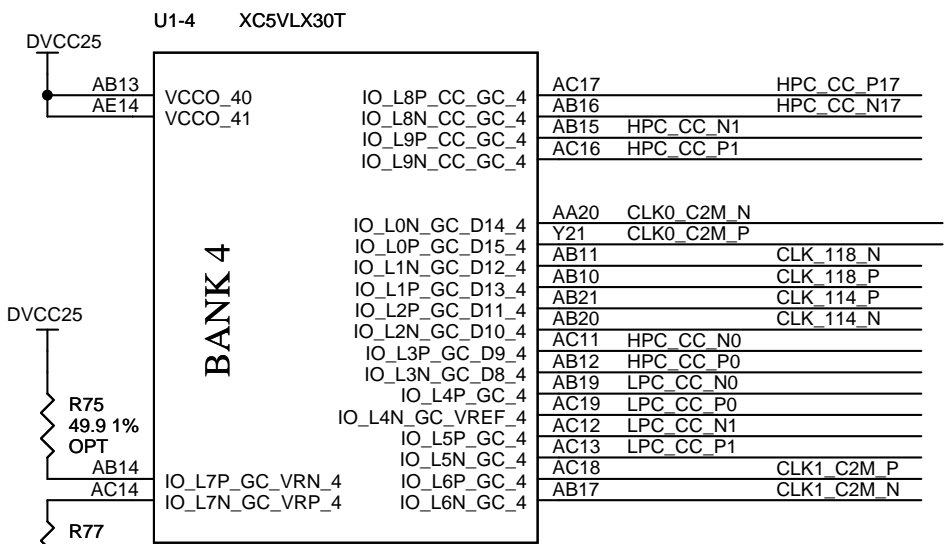 U1-4 XC5VLX30T
DVCC25
AB13 VCCO_40
AE14 VCCO_41
IO_L8P_CC_GC_4 AC17 HPC_CC_P17
IO_L8N_CC_GC_4 AB16 HPC_CC_N17
IO_L9P_CC_GC_4 AB15 HPC_CC_N1
IO_L9N_CC_GC_4 AC16 HPC_CC_P1
IO_L0N_GC_D14_4 AA20 CLK0_C2M_N
IO_L0P_GC_D15_4 Y21 CLK0_C2M_P
IO_L1N_GC_D12_4 AB11 CLK_118_N
IO_L1P_GC_D13_4 AB10 CLK_118_P
IO_L2P_GC_D11_4 AB21 CLK_114_P
IO_L2N_GC_D10_4 AB20 CLK_114_N
IO_L3P_GC_D9_4 AC11 HPC_CC_N0
IO_L3N_GC_D8_4 AB12 HPC_CC_P0
IO_L4P_GC_4 AB19 LPC_CC_N0
IO_L4N_GC_VREF_4 AC19 LPC_CC_P0
IO_L5P_GC_4 AC12 LPC_CC_N1
IO_L5N_GC_4 AC13 LPC_CC_P1
IO_L6P_GC_4 AC18 CLK1_C2M_P
IO_L6N_GC_4 AB17 CLK1_C2M_N
BANK 4
DVCC25
R75
49.9 1%
OPT
AB14 IO_L7P_GC_VRN_4
AC14 IO_L7N_GC_VRP_4
R77